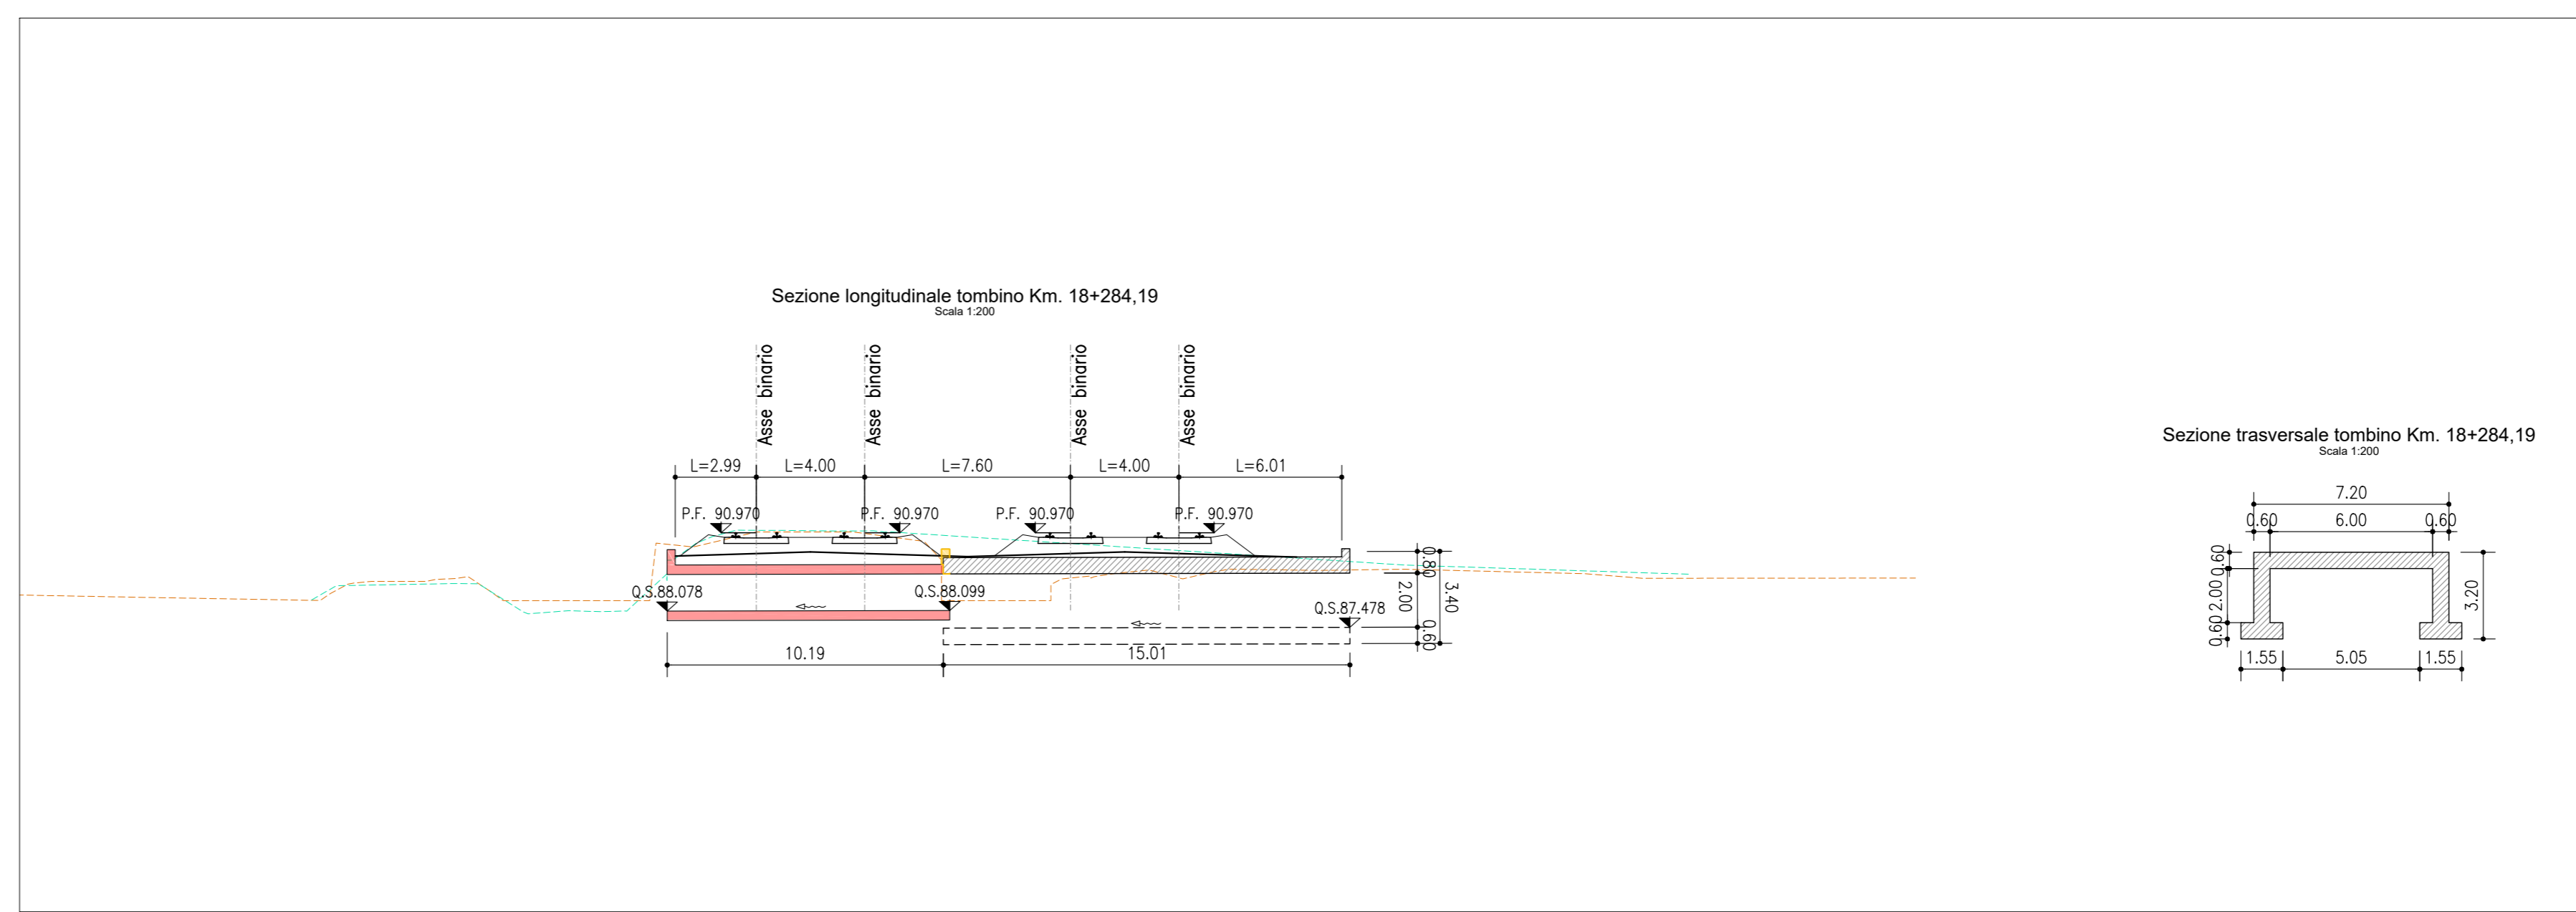 Sezione longitudinale tombino Km. 18+284,19
Scala 1:200
Asse binario
Asse binario
Asse binario
Asse binario
L=2.99
L=4.00
L=7.60
L=4.00
L=6.01
P.F. 90.970
P.F. 90.970
P.F. 90.970
P.F. 90.970
Q.S.88.078
Q.S.88.099
Q.S.87.478
0.80
2.00
0.60
3.40
10.19
15.01
Sezione trasversale tombino Km. 18+284,19
Scala 1:200
7.20
0.60
6.00
0.60
0.60
2.00
0.60
3.20
1.55
5.05
1.55